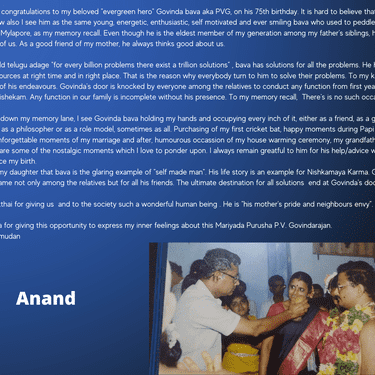 congratulations to my beloved "evergreen hero" Govinda bava aka PVG, on his 75th birthday. It is hard to believe that
w also I see him as the same young, energetic, enthusiastic, self motivated and ever smiling bava who used to peddle
Mylapore, as my memory recall. Even though he is the eldest member of my generation among my father's siblings, h
of us. As a good friend of my mother, he always thinks good about us.
ld telugu adage "for every billion problems there exist a trillion solutions" , bava has solutions for all the problems. He h
ources at right time and in right place. That is the reason why everybody turn to him to solve their problems. To my k
of his endeavours. Govinda's door is knocked by everyone among the relatives to conduct any function from first year
ishekam. Any function in our family is incomplete without his presence. To my memory recall, There's is no such occa
down my memory lane, I see Govinda bava holding my hands and occupying every inch of it, either as a friend, as a g
as a philosopher or as a role model, sometimes as all. Purchasing of my first cricket bat, happy moments during Papi
nforgettable moments of my marriage and after, humourous occassion of my house warming ceremony, my grandfath
are some of the nostalgic moments which I love to ponder upon. I always remain greatful to him for his help/advice w
ce my birth.
my daughter that bava is the glaring example of "self made man". His life story is an example for Nishkamaya Karma. G
ame not only among the relatives but for all his friends. The ultimate destination for all solutions end at Govinda's doo
thai for giving us and to the society such a wonderful human being . He is "his mother's pride and neighbours envy".
a for giving this opportunity to express my inner feelings about this Mariyada Purusha P.V. Govindarajan.
mudan
Anand